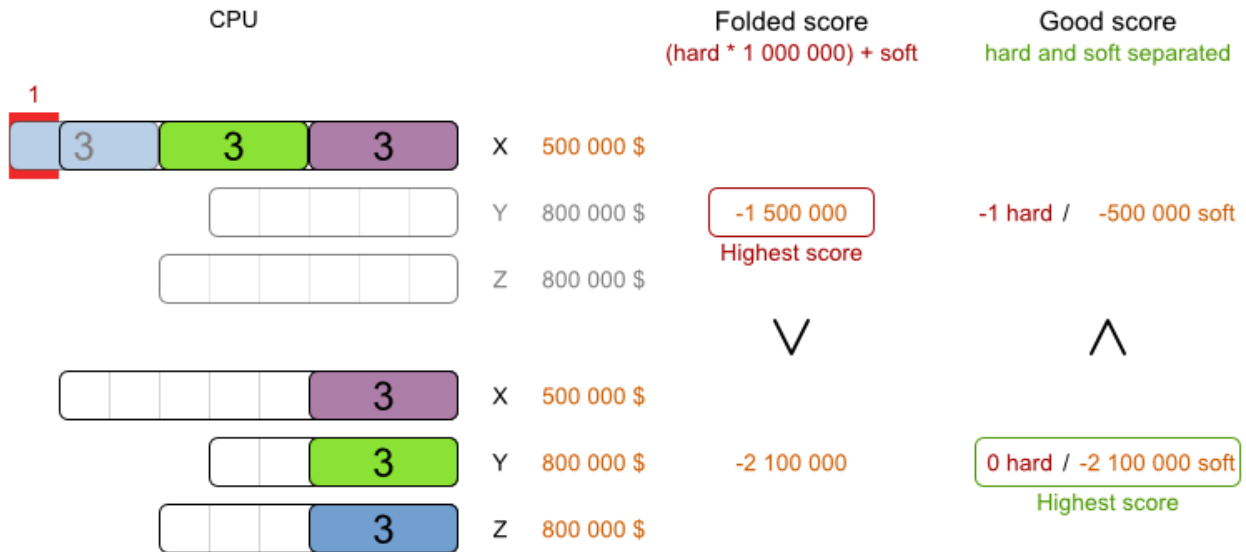 CPU
Folded score
Good score
(hard * 1 000 000) + soft
hard and soft separated
1
3 3 3 X 500 000 $
Y 800 000 $ -1 500 000 -1 hard / -500 000 soft
Highest score
Z 800 000 $
3 X 500 000 $
3 Y 800 000 $ -2 100 000 0 hard / -2 100 000 soft
Highest score
3 Z 800 000 $